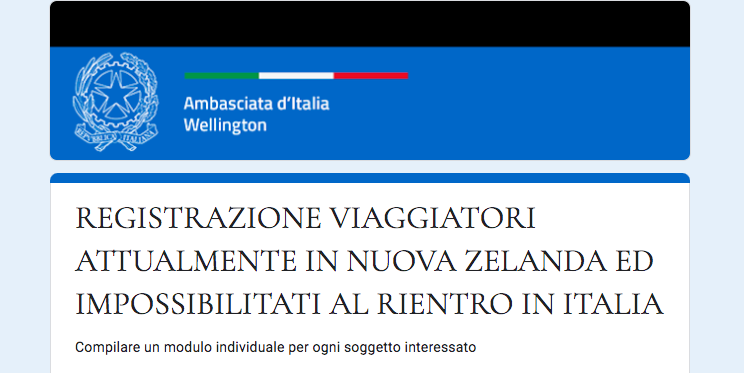 Ambasciata d'Italia
Wellington
REPVBBLICA ITALIANA
REGISTRAZIONE VIAGGIATORI
ATTUALMENTE IN NUOVA ZELANDA ED
IMPOSSIBILITATI AL RIENTRO IN ITALIA
Compilare un modulo individuale per ogni soggetto interessato